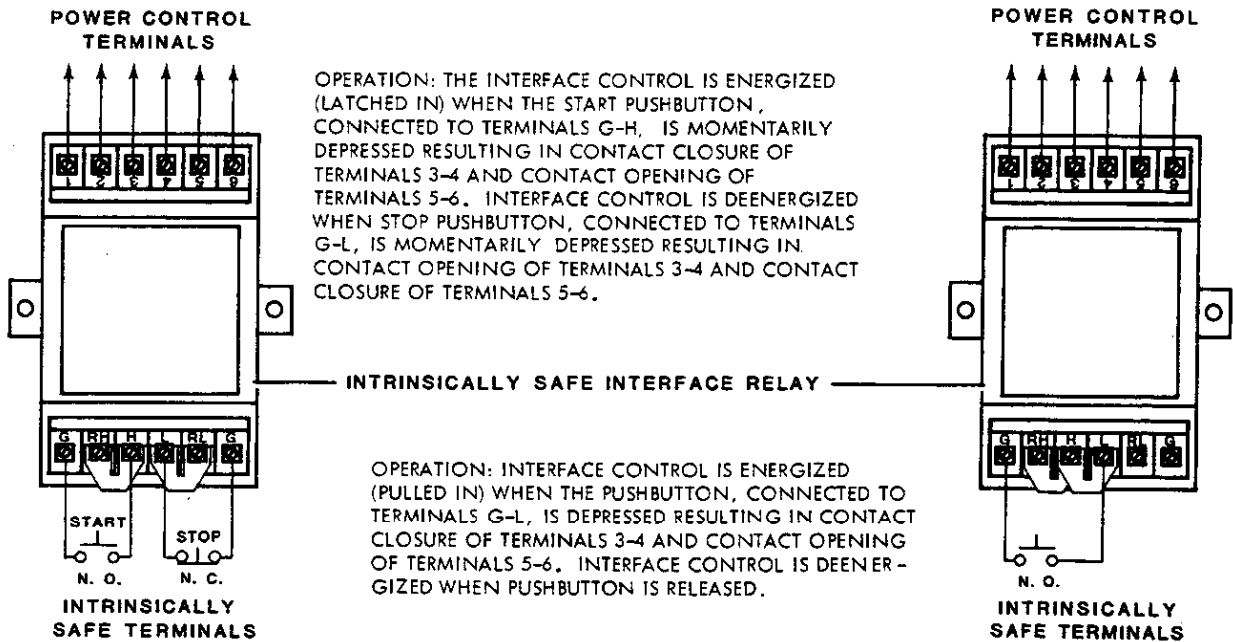 POWER CONTROL
TERMINALS
1 2 3 4 5 6
OPERATION: THE INTERFACE CONTROL IS ENERGIZED
(LATCHED IN) WHEN THE START PUSHBUTTON,
CONNECTED TO TERMINALS G-H, IS MOMENTARILY
DEPRESSED RESULTING IN CONTACT CLOSURE OF
TERMINALS 3-4 AND CONTACT OPENING OF
TERMINALS 5-6. INTERFACE CONTROL IS DEENERGIZED
WHEN STOP PUSHBUTTON, CONNECTED TO TERMINALS
G-L, IS MOMENTARILY DEPRESSED RESULTING IN
CONTACT OPENING OF TERMINALS 3-4 AND CONTACT
CLOSURE OF TERMINALS 5-6.
POWER CONTROL
TERMINALS
1 2 3 4 5 6
INTRINSICALLY SAFE INTERFACE RELAY
G RH H L RL G
START
N. O.
STOP
N. C.
INTRINSICALLY
SAFE TERMINALS
OPERATION: INTERFACE CONTROL IS ENERGIZED
(PULLED IN) WHEN THE PUSHBUTTON, CONNECTED TO
TERMINALS G-L, IS DEPRESSED RESULTING IN CONTACT
CLOSURE OF TERMINALS 3-4 AND CONTACT OPENING
OF TERMINALS 5-6. INTERFACE CONTROL IS DEENER-
GIZED WHEN PUSHBUTTON IS RELEASED.
G RH H L RL G
N. O.
INTRINSICALLY
SAFE TERMINALS